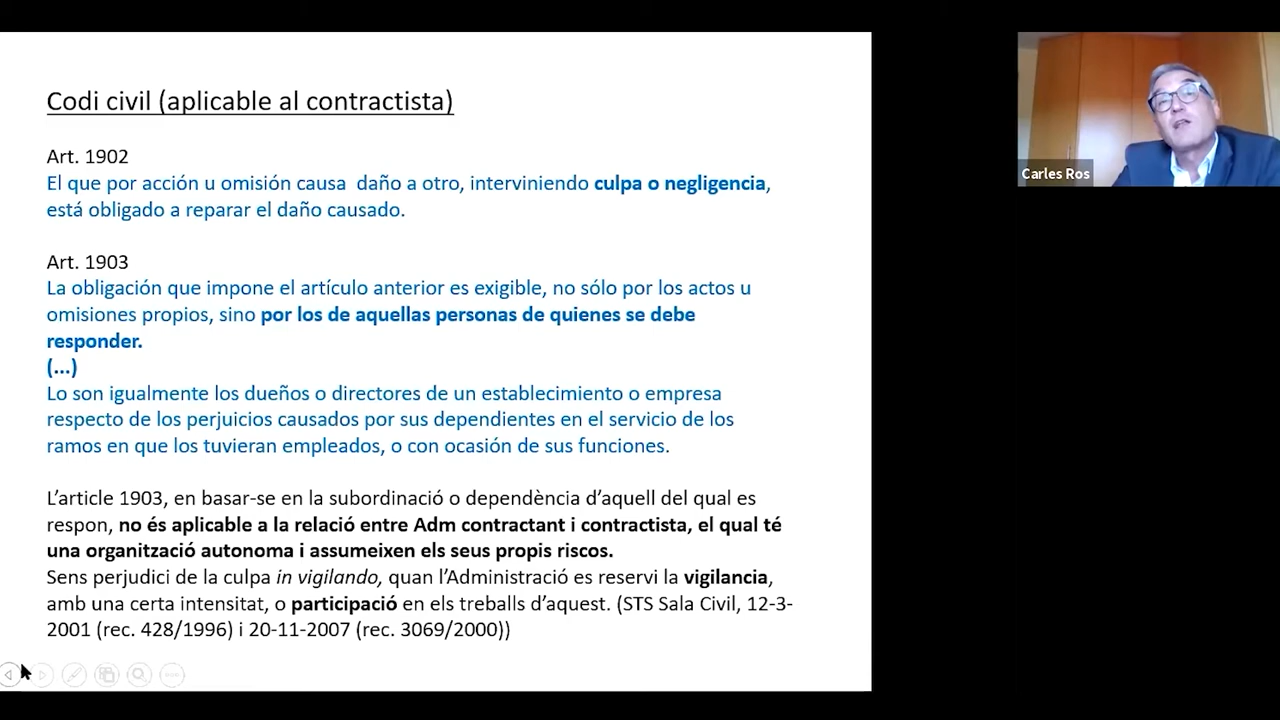 Codi civil (aplicable al contractista)
Art. 1902
El que por acción u omisión causa  daño a otro, interviniendo culpa o negligencia,
está obligado a reparar el daño causado.
Art. 1903
La obligación que impone el artículo anterior es exigible, no sólo por los actos u
omisiones propios, sino por los de aquellas personas de quienes se debe
responder.
(...)
Lo son igualmente los dueños o directores de un establecimiento o empresa
respecto de los perjuicios causados por sus dependientes en el servicio de los
ramos en que los tuvieran empleados, o con ocasión de sus funciones.
L’article 1903, en basar-se en la subordinació o dependència d’aquell del qual es
respon, no és aplicable a la relació entre Adm contractant i contractista, el qual té
una organització autonoma i assumeixen els seus propis riscos.
Sens perjudici de la culpa in vigilando, quan l’Administració es reservi la vigilancia,
amb una certa intensitat, o participació en els treballs d’aquest. (STS Sala Civil, 12-3-
2001 (rec. 428/1996) i 20-11-2007 (rec. 3069/2000))
Carles Ros